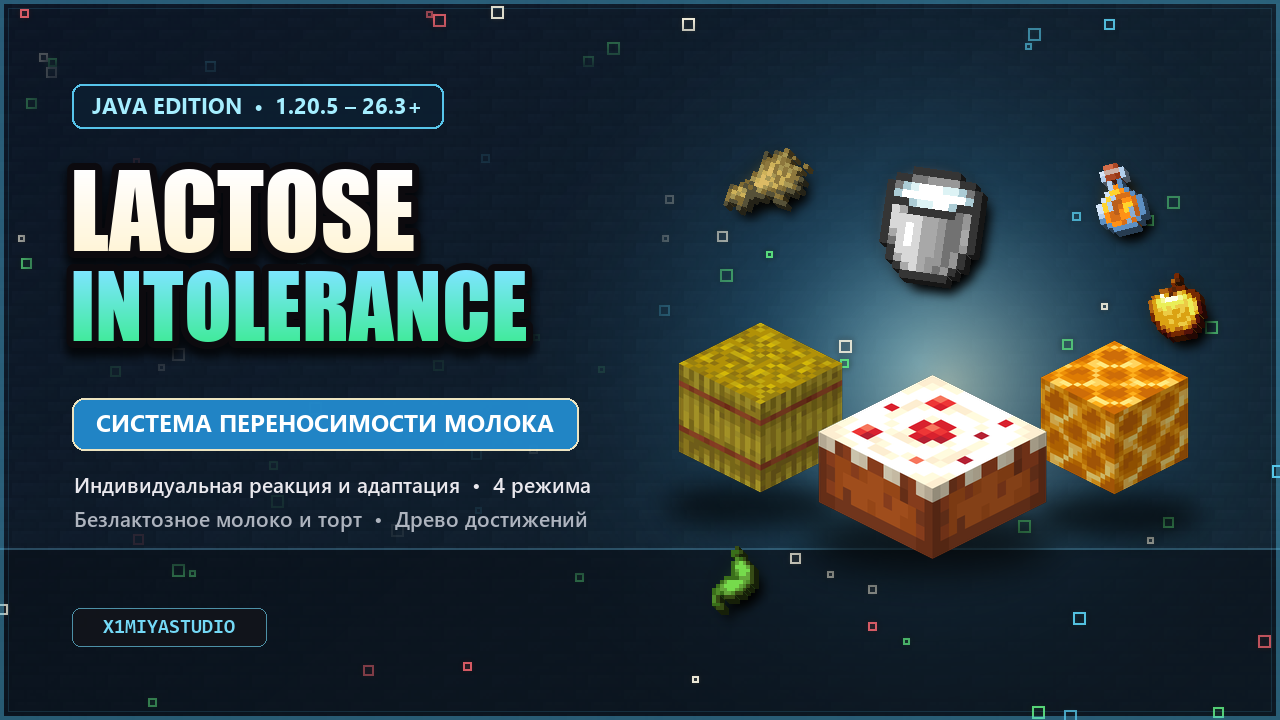 JAVA EDITION • 1.20.5 – 26.3+
LACTOSE
INTOLERANCE
СИСТЕМА ПЕРЕНОСИМОСТИ МОЛОКА
Индивидуальная реакция и адаптация • 4 режима
Безлактозное молоко и торт • Древо достижений
X1MIYASTUDIO